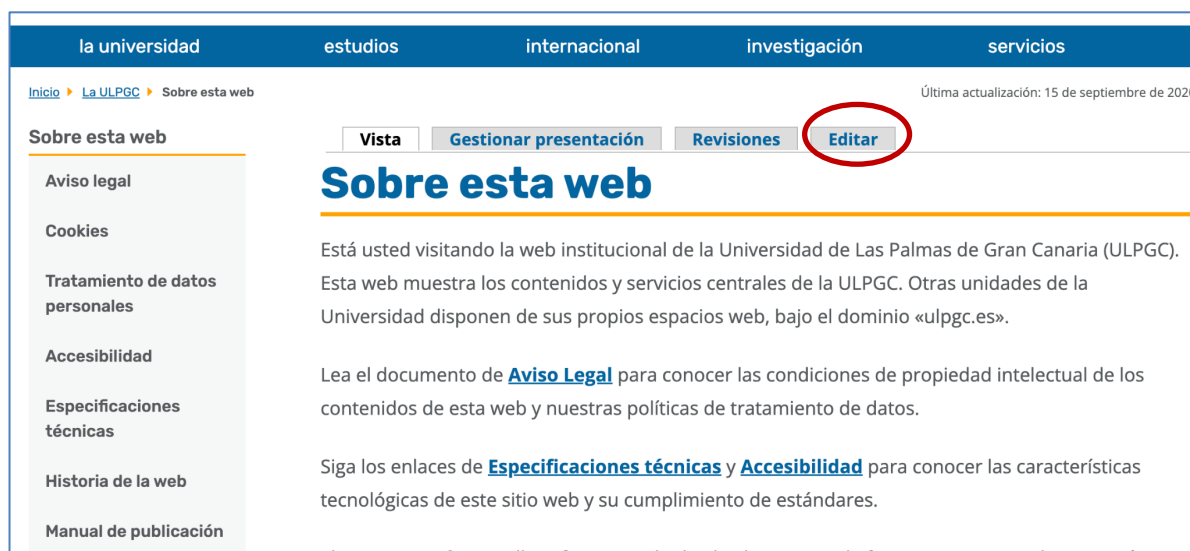 la universidad estudios internacional investigación servicios
Inicio La ULPGC Sobre esta web
Última actualización: 15 de septiembre de 2020
Sobre esta web
Aviso legal
Cookies
Tratamiento de datos
personales
Accesibilidad
Especificaciones
técnicas
Historia de la web
Manual de publicación
Vista Gestionar presentación Revisiones Editar
Sobre esta web
Está usted visitando la web institucional de la Universidad de Las Palmas de Gran Canaria (ULPGC).
Esta web muestra los contenidos y servicios centrales de la ULPGC. Otras unidades de la
Universidad disponen de sus propios espacios web, bajo el dominio «ulpgc.es».
Lea el documento de Aviso Legal para conocer las condiciones de propiedad intelectual de los
contenidos de esta web y nuestras políticas de tratamiento de datos.
Siga los enlaces de Especificaciones técnicas y Accesibilidad para conocer las características
tecnológicas de este sitio web y su cumplimiento de estándares.